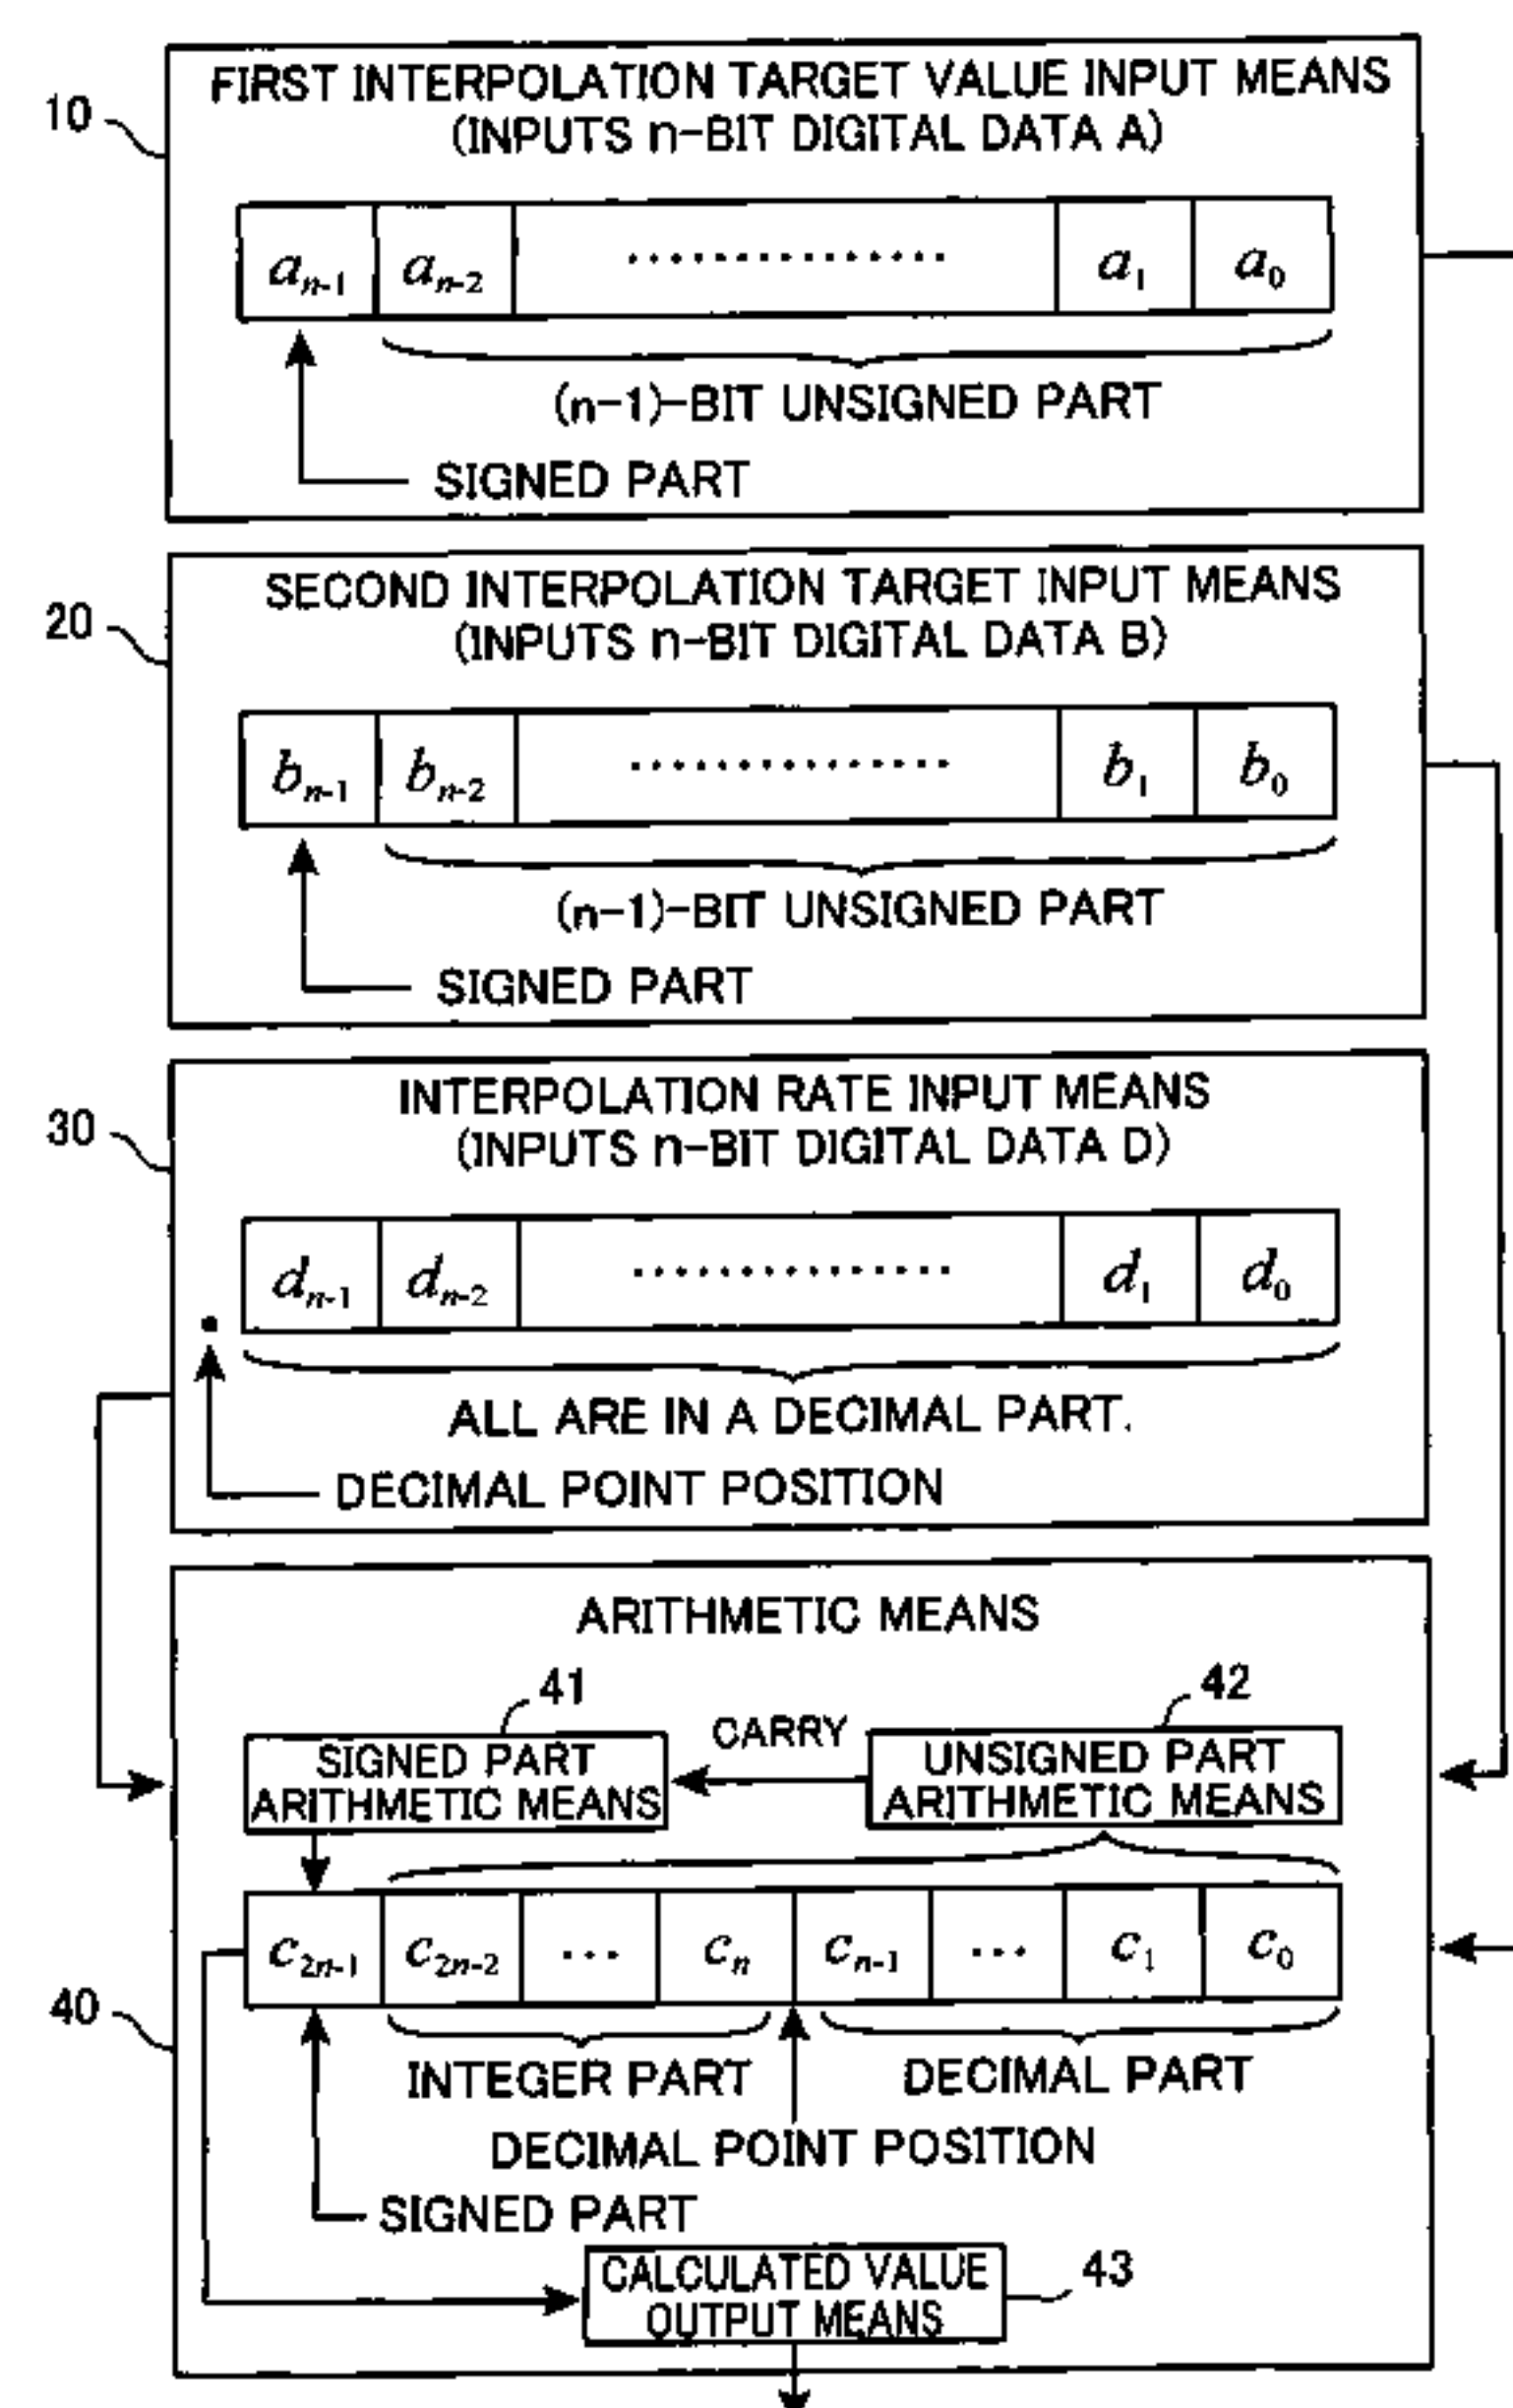 FIRST INTERPOLATION TARGET VALUE INPUT MEANS
(INPUTS n-BIT DIGITAL DATA A)
10
a_{n-1} a_{n-2} ··············· a_1 a_0
(n-1)-BIT UNSIGNED PART
SIGNED PART
SECOND INTERPOLATION TARGET INPUT MEANS
(INPUTS n-BIT DIGITAL DATA B)
20
b_{n-1} b_{n-2} ··············· b_1 b_0
(n-1)-BIT UNSIGNED PART
SIGNED PART
INTERPOLATION RATE INPUT MEANS
(INPUTS n-BIT DIGITAL DATA D)
30
. d_{n-1} d_{n-2} ··············· d_1 d_0
ALL ARE IN A DECIMAL PART.
DECIMAL POINT POSITION
ARITHMETIC MEANS
41
42
CARRY
SIGNED PART
ARITHMETIC MEANS
UNSIGNED PART
ARITHMETIC MEANS
c_{2n-1} c_{2n-2} ··· c_n c_{n-1} ··· c_1 c_0
40
INTEGER PART
DECIMAL PART
DECIMAL POINT POSITION
SIGNED PART
CALCULATED VALUE
OUTPUT MEANS
43